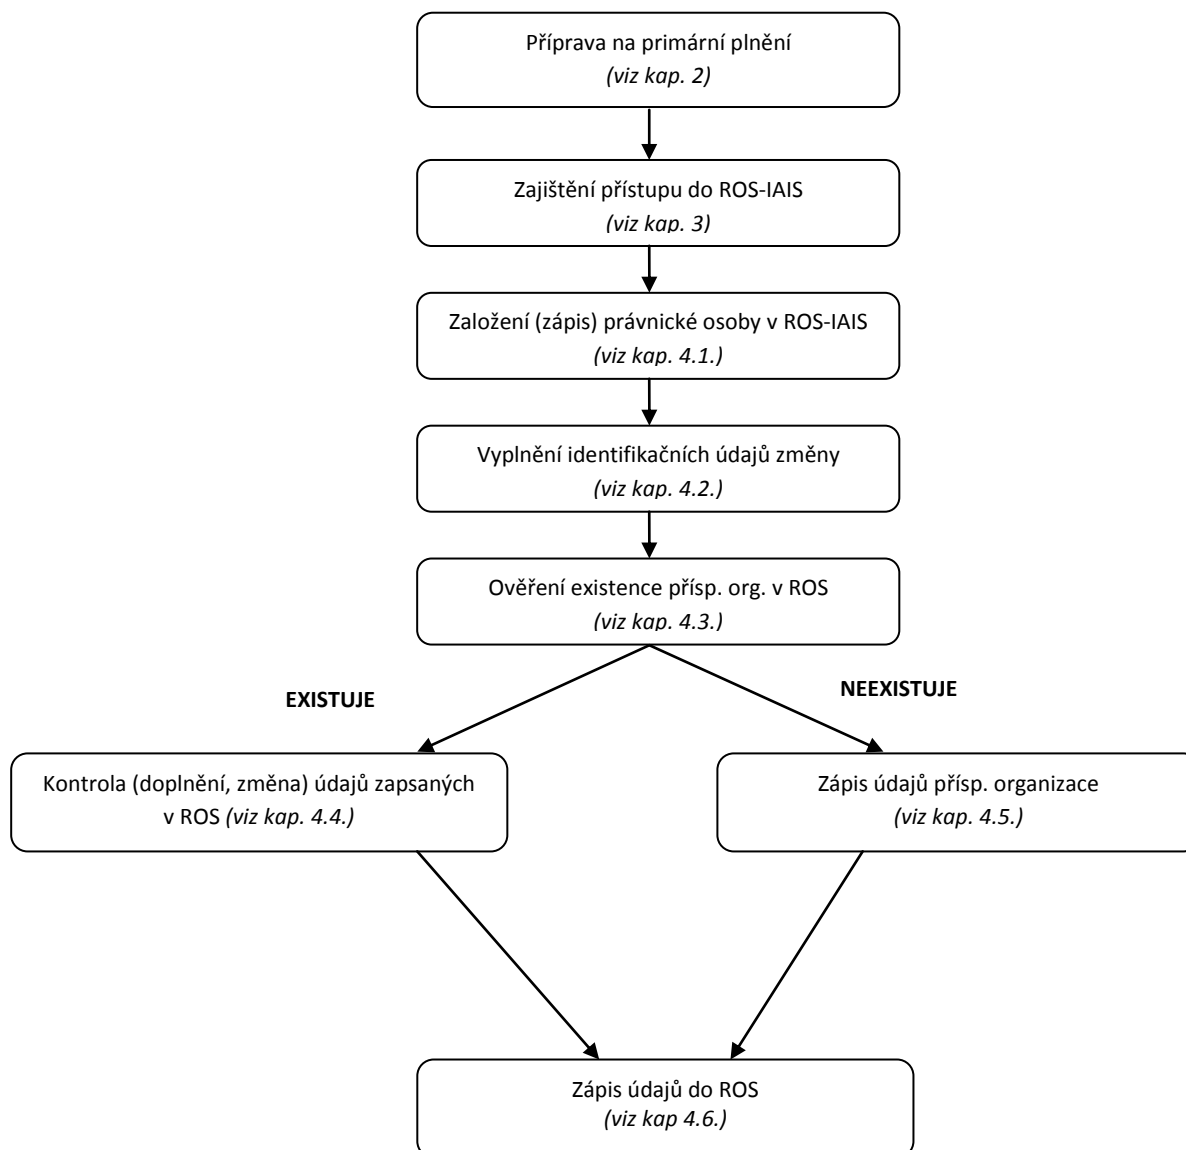 Příprava na primární plnění
(viz kap. 2)
Zajištění přístupu do ROS-IAIS
(viz kap. 3)
Založení (zápis) právnické osoby v ROS-IAIS
(viz kap. 4.1.)
Vyplnění identifikačních údajů změny
(viz kap. 4.2.)
Ověření existence přísp. org. v ROS
(viz kap. 4.3.)
EXISTUJE
NEEXISTUJE
Kontrola (doplnění, změna) údajů zapsaných
v ROS (viz kap. 4.4.)
Zápis údajů přísp. organizace
(viz kap. 4.5.)
Zápis údajů do ROS
(viz kap 4.6.)